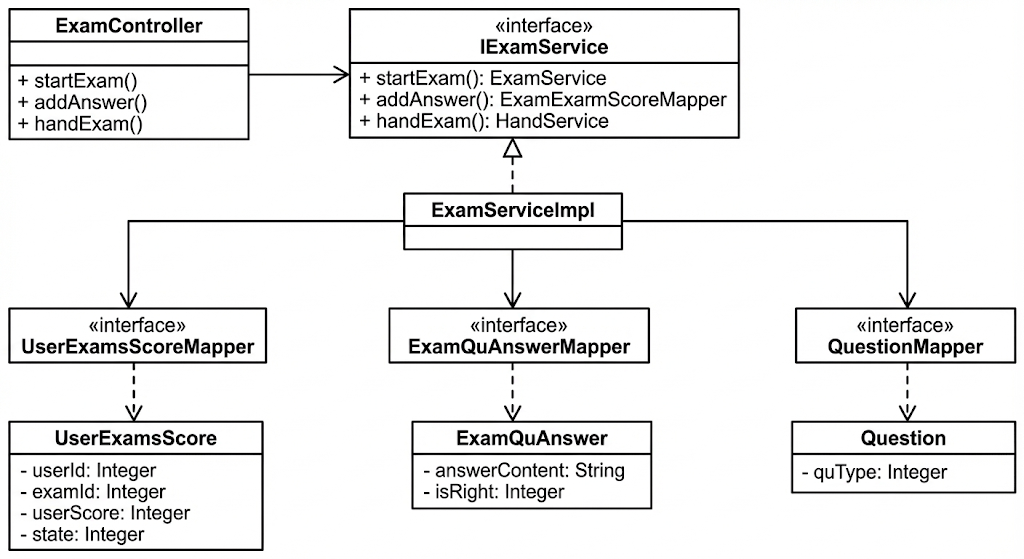 ExamController
+ startExam()
+ addAnswer()
+ handExam()
«interface»
IExamService
+ startExam(): ExamService
+ addAnswer(): ExamExarmScoreMapper
+ handExam(): HandService
ExamServiceImpl
«interface»
UserExamsScoreMapper
«interface»
ExamQuAnswerMapper
«interface»
QuestionMapper
UserExamsScore
- userId: Integer
- examId: Integer
- userScore: Integer
- state: Integer
ExamQuAnswer
- answerContent: String
- isRight: Integer
Question
- quType: Integer